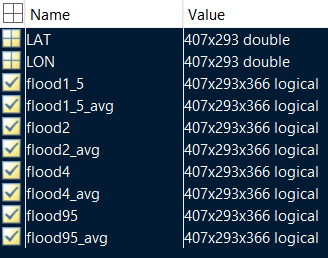 Name Value
LAT 407x293 double
LON 407x293 double
flood1_5 407x293x366 logical
flood1_5_avg 407x293x366 logical
flood2 407x293x366 logical
flood2_avg 407x293x366 logical
flood4 407x293x366 logical
flood4_avg 407x293x366 logical
flood95 407x293x366 logical
flood95_avg 407x293x366 logical